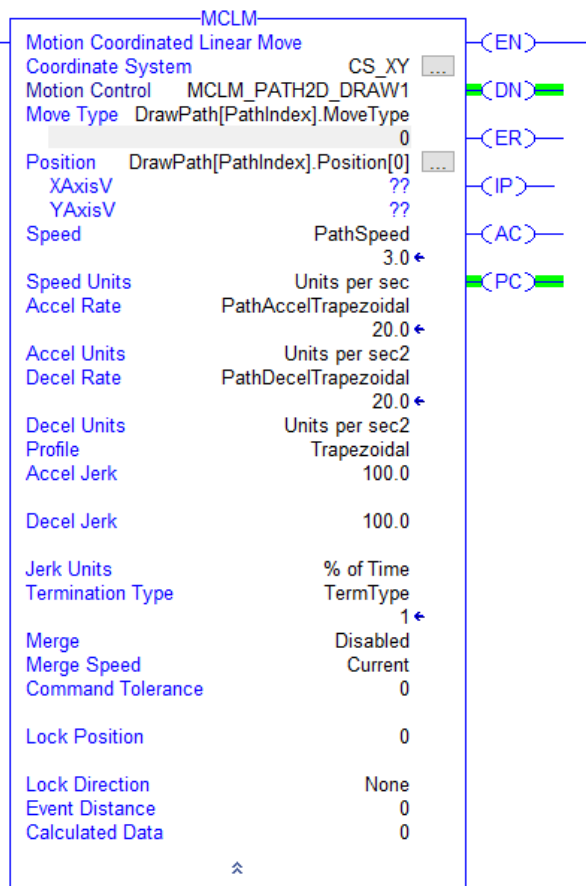 MCLM
Motion Coordinated Linear Move
EN
Coordinate System CS_XY ...
Motion Control MCLM_PATH2D_DRAW1
DN
Move Type DrawPath[PathIndex].MoveType
0
ER
Position DrawPath[PathIndex].Position[0] ...
XAxisV ??
IP
YAxisV ??
Speed PathSpeed
AC
3.0
Speed Units Units per sec
PC
Accel Rate PathAccelTrapezoidal
20.0
Accel Units Units per sec2
Decel Rate PathDecelTrapezoidal
20.0
Decel Units Units per sec2
Profile Trapezoidal
Accel Jerk 100.0
Decel Jerk 100.0
Jerk Units % of Time
Termination Type TermType
1
Merge Disabled
Merge Speed Current
Command Tolerance 0
Lock Position 0
Lock Direction None
Event Distance 0
Calculated Data 0